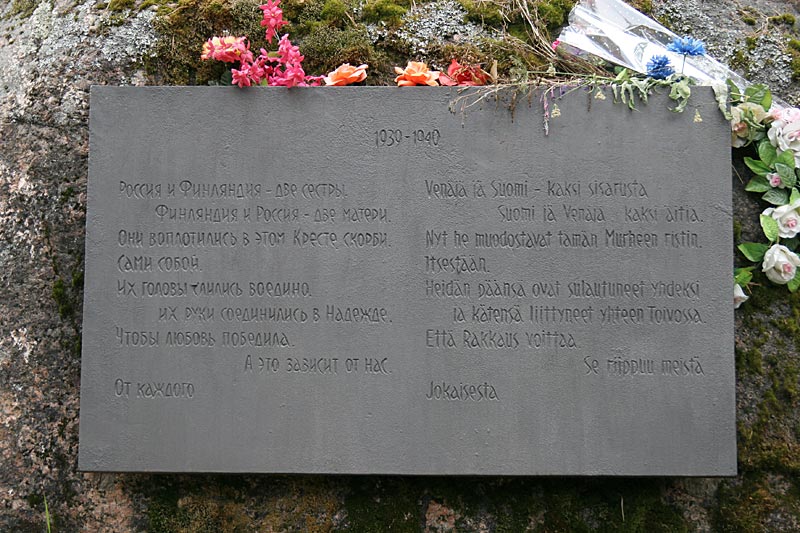 1939-1940
Россия и Финляндия - две сестры.
Финляндия и Россия - две матери.
Они воплотились в этом Кресте скорби.
Сами собой.
Их головы слились воедино,
их руки соединились в Надежде.
Чтобы любовь победила.
А это зависит от нас.
От каждого
Venäjä jä Suomi - kaksi sisarusta
Suomi jä Venäjä kaksi äitiä.
Nyt he muodostavat tämän Murheen ristin.
Itsestään.
Heidän päänsä ovat sulautuneet yhdeksi
ja kätensä liittyneet yhteen Toivossa.
Että Rakkaus voittaa.
Se riippuu meistä
Jokaisesta